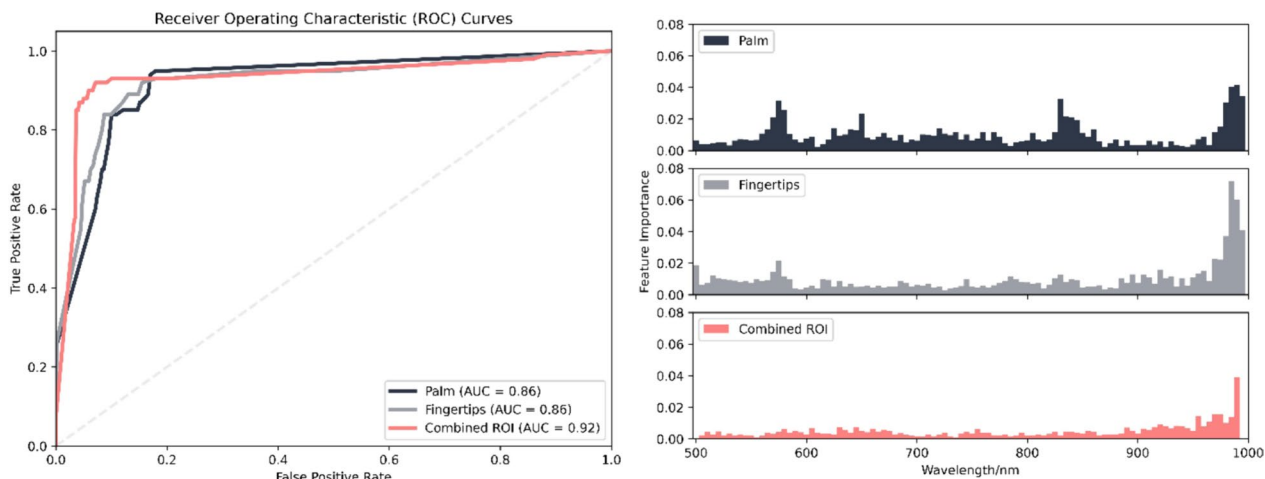 Receiver Operating Characteristic (ROC) Curves
True Positive Rate
1.0
0.8
0.6
0.4
0.2
0.0
0.0 0.2 0.4 0.6 0.8 1.0
False Positive Rate
Palm (AUC = 0.86)
Fingertips (AUC = 0.86)
Combined ROI (AUC = 0.92)
Feature Importance
0.08
0.06
0.04
0.02
0.00
Palm
0.08
0.06
0.04
0.02
0.00
Fingertips
0.08
0.06
0.04
0.02
0.00
Combined ROI
500 600 700 800 900 1000
Wavelength/nm